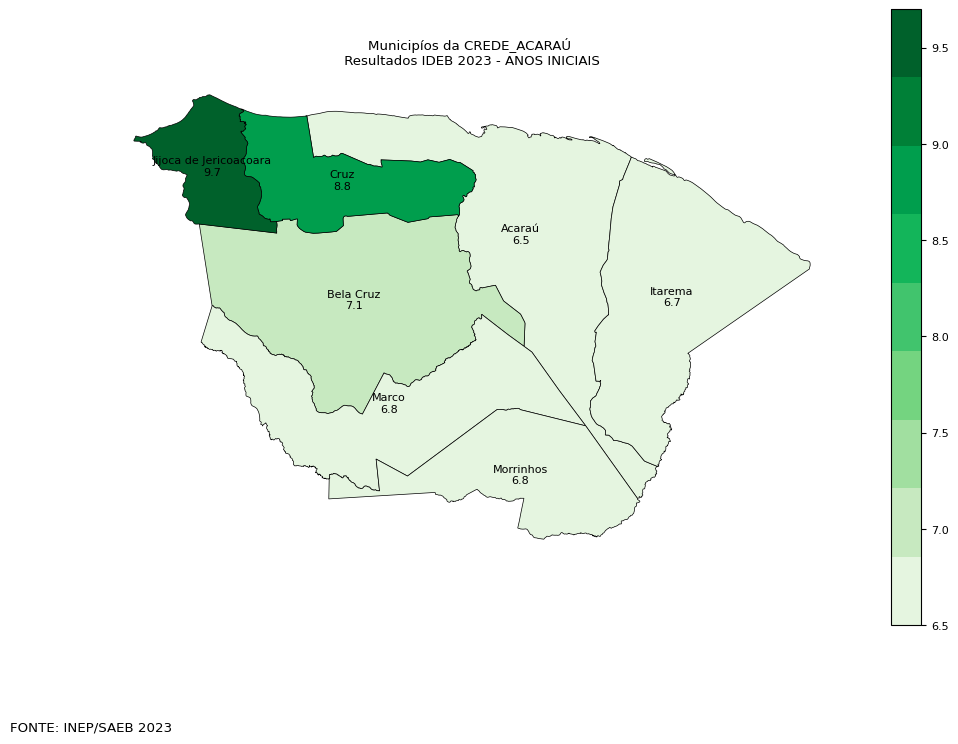 Municipíos da CREDE_ACARAÚ
Resultados IDEB 2023 - ANOS INICIAIS
Jijoca de Jericoacoara
9.7
Cruz
8.8
Acaraú
6.5
Itarema
6.7
Bela Cruz
7.1
Marco
6.8
Morrinhos
6.8
9.5
9.0
8.5
8.0
7.5
7.0
6.5
FONTE: INEP/SAEB 2023